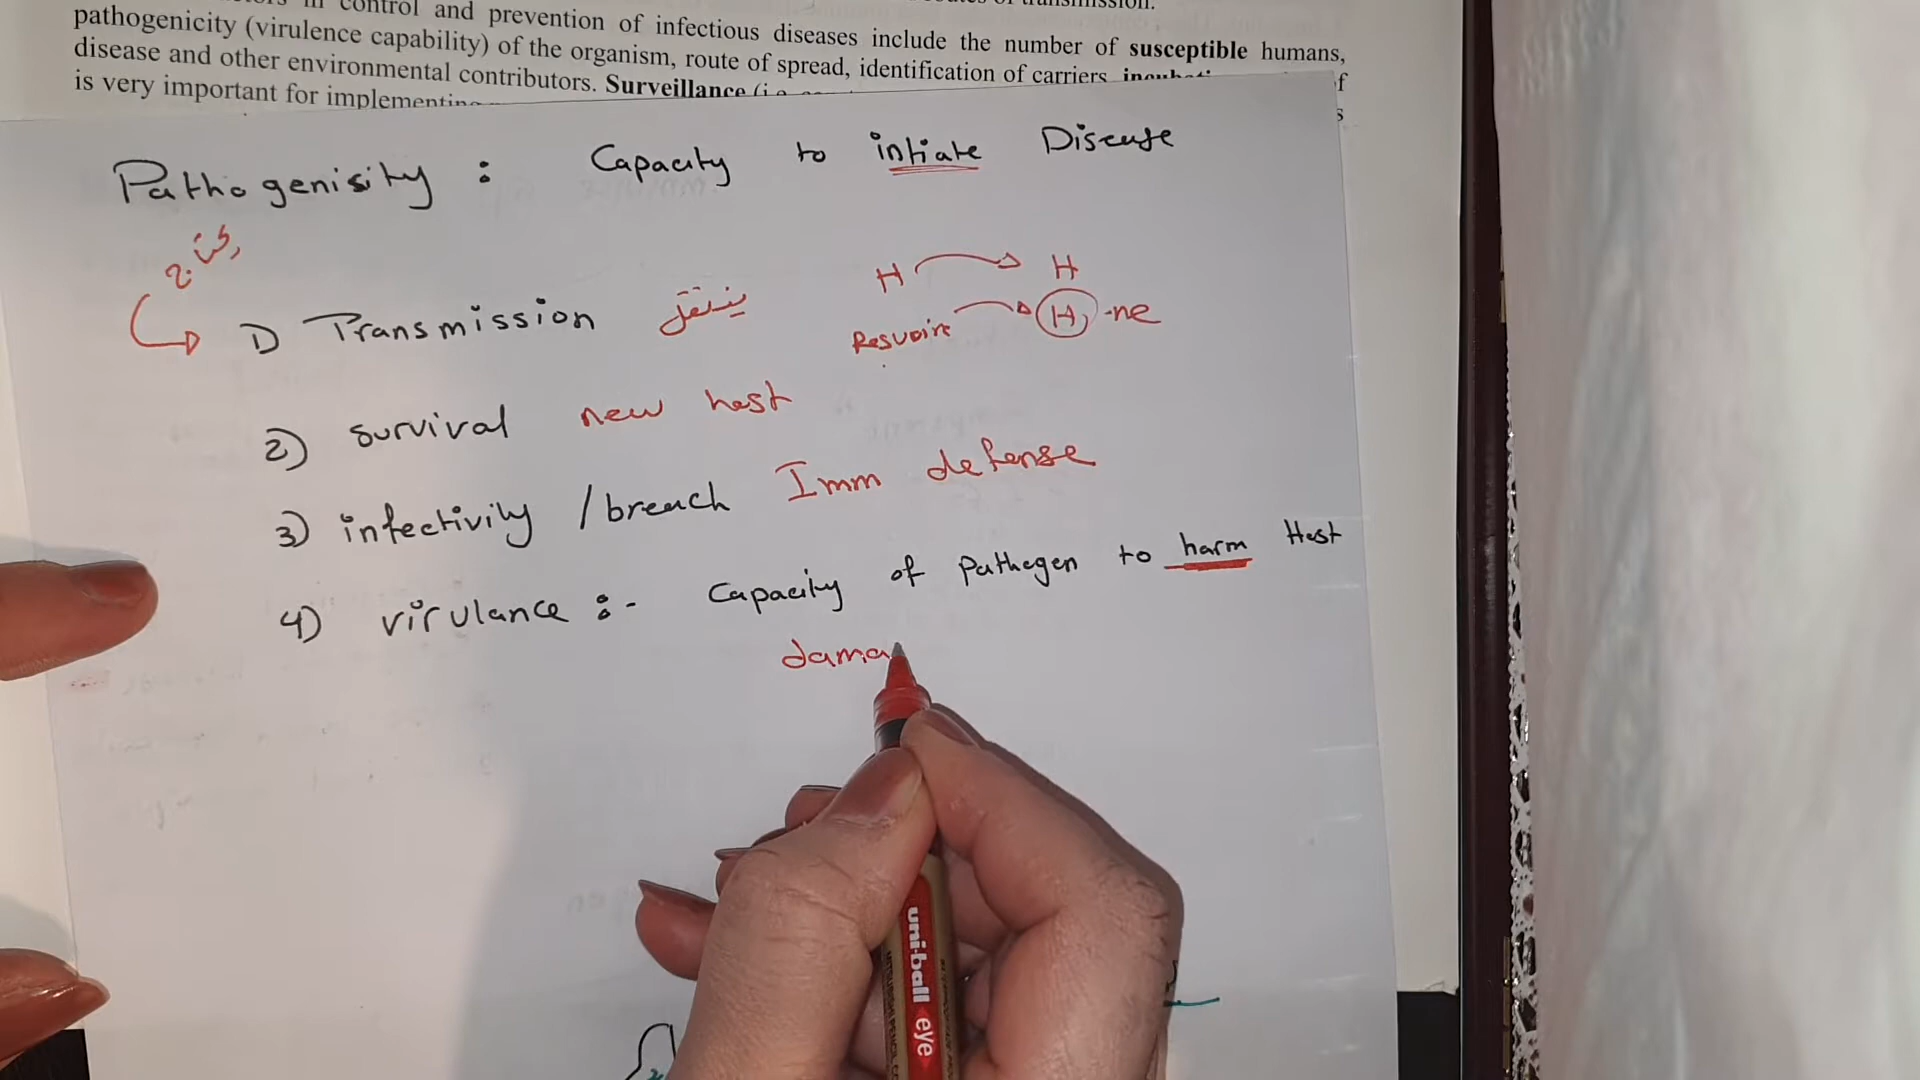 control and prevention of infectious diseases include the number of susceptible humans,
pathogenicity (virulence capability) of the organism, route of spread, identification of carriers
disease and other environmental contributors. Surveillance (i.e.
is very important for implementing
Pathogenisity : Capacity to intiate Disease
1) Transmission ينتقل H H
Resvoire H, -ne
2) survival new host
3) infectivity / breach Imm defense
4) virulance :- Capacity of pathogen to harm Host
dama
uni-ball eye